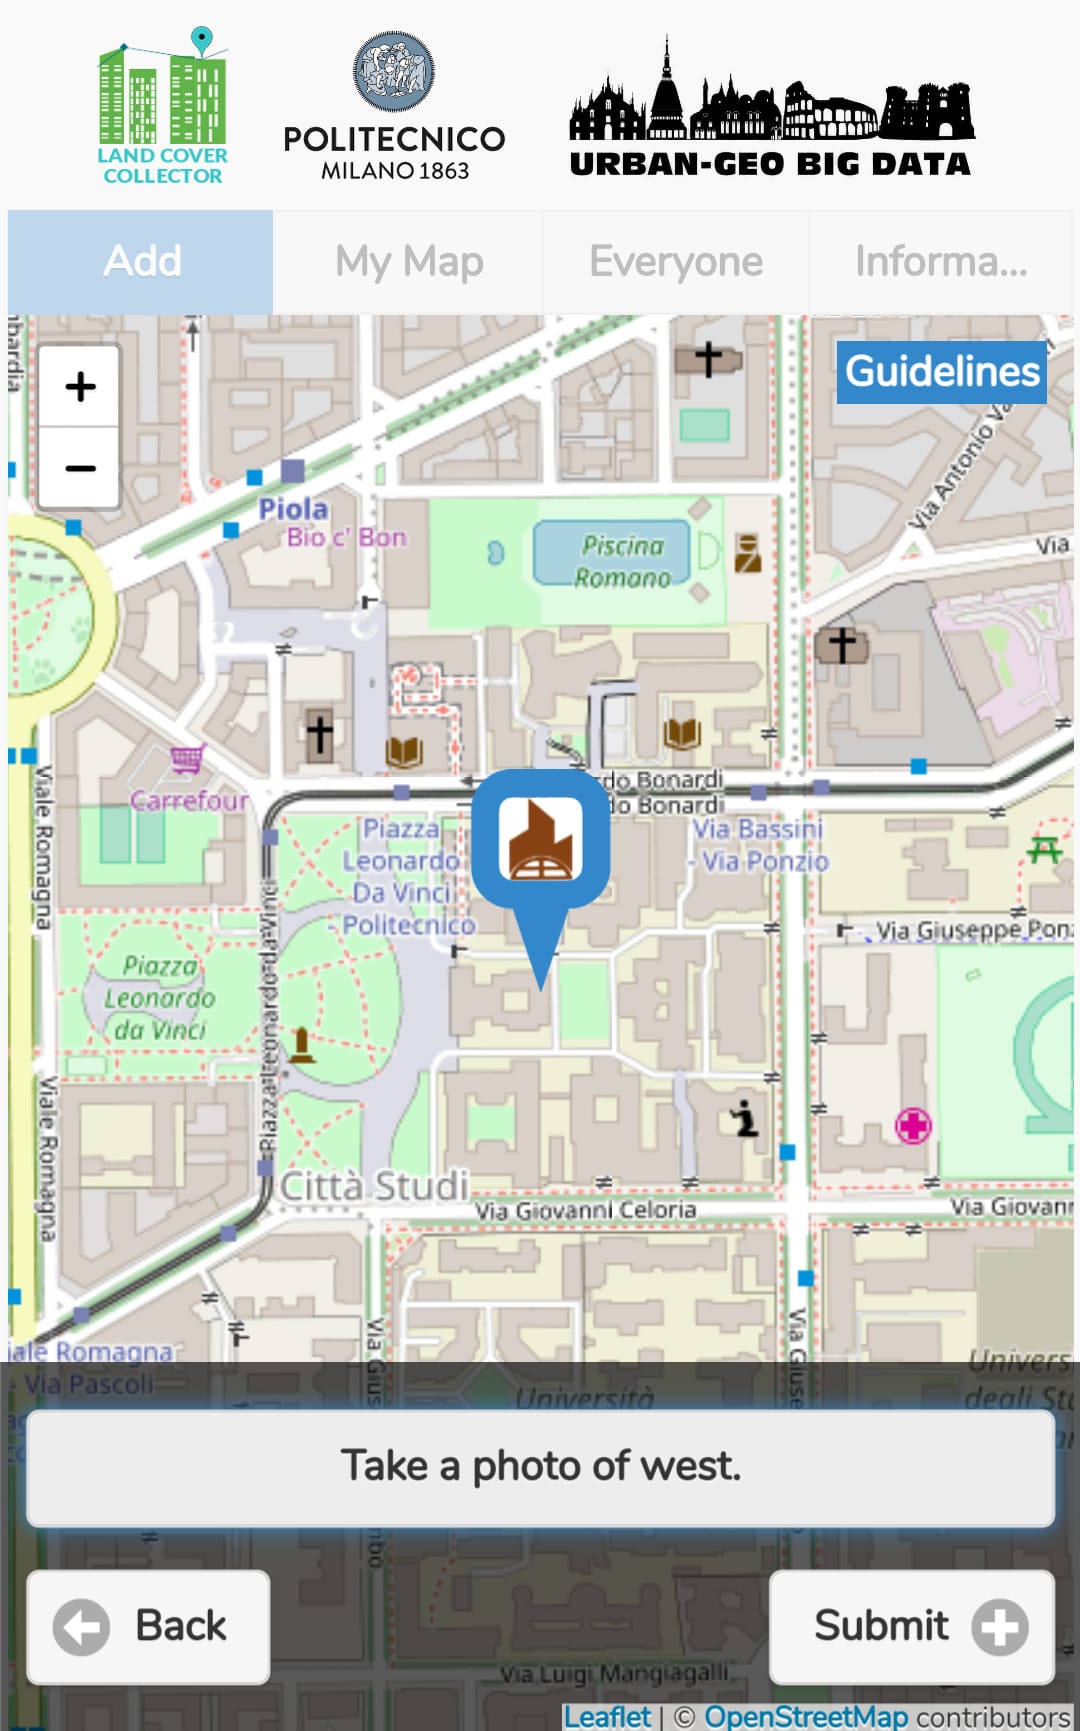 LAND COVER
COLLECTOR
POLITECNICO
MILANO 1863
URBAN-GEO BIG DATA
Add
My Map
Everyone
Informa...
+
−
Guidelines
Via Antonio Va
Via
Piola
Bio c' Bon
Piscina
Romano
Carrefour
do Bonardi
do Bonardi
Piazza
Leonardo
Da Vinci
- Politecnico
Via Bassini
- Via Ponzio
Viale Romagna
Piazza Leonardo da Vinci
Via Giuseppe Ponz
Piazza
Leonardo
da Vinci
Viale Romagna
Città Studi
Via Giovanni Celoria
Via Giovann
iale Romagna
- Via Pascoli
Via Gius
Via Giuse
Università
Univers
degli Stu
Take a photo of west.
Back
Submit
Via Luigi Mangiagalli
Leaflet | © OpenStreetMap contributors